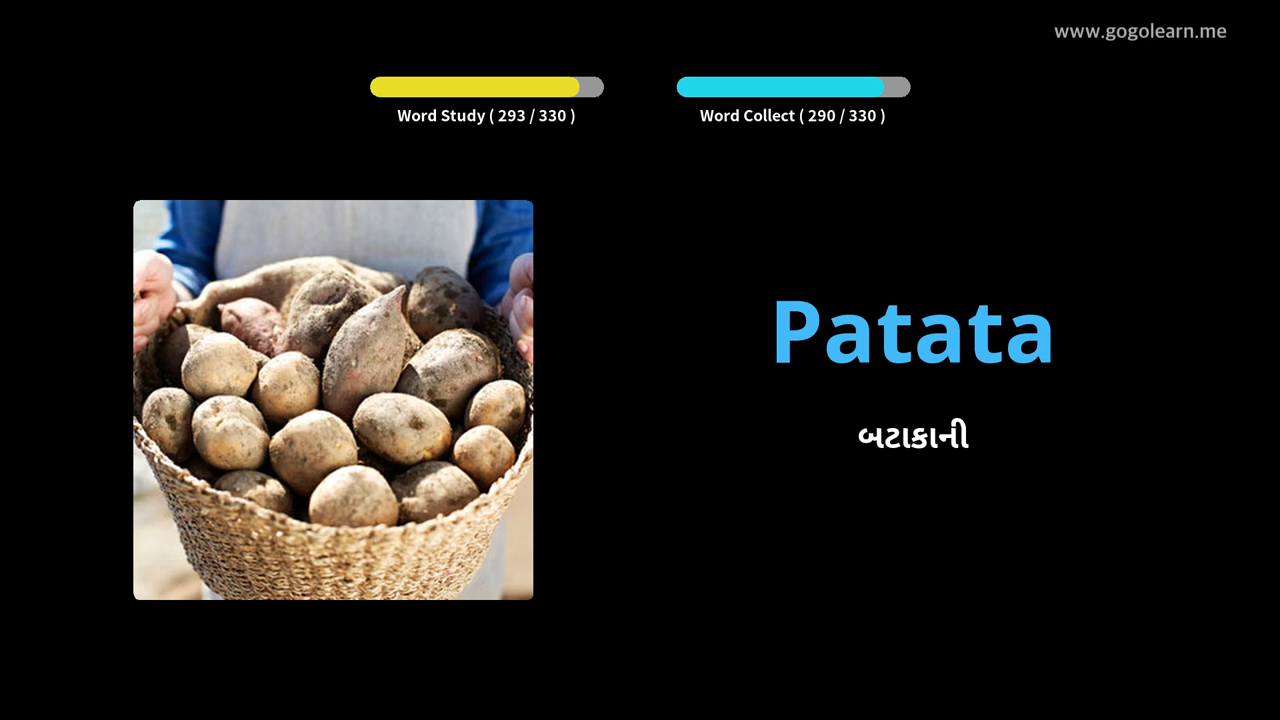 www.gogolearn.me
Word Study ( 293 / 330 )
Word Collect ( 290 / 330 )
Patata
બટાકાની